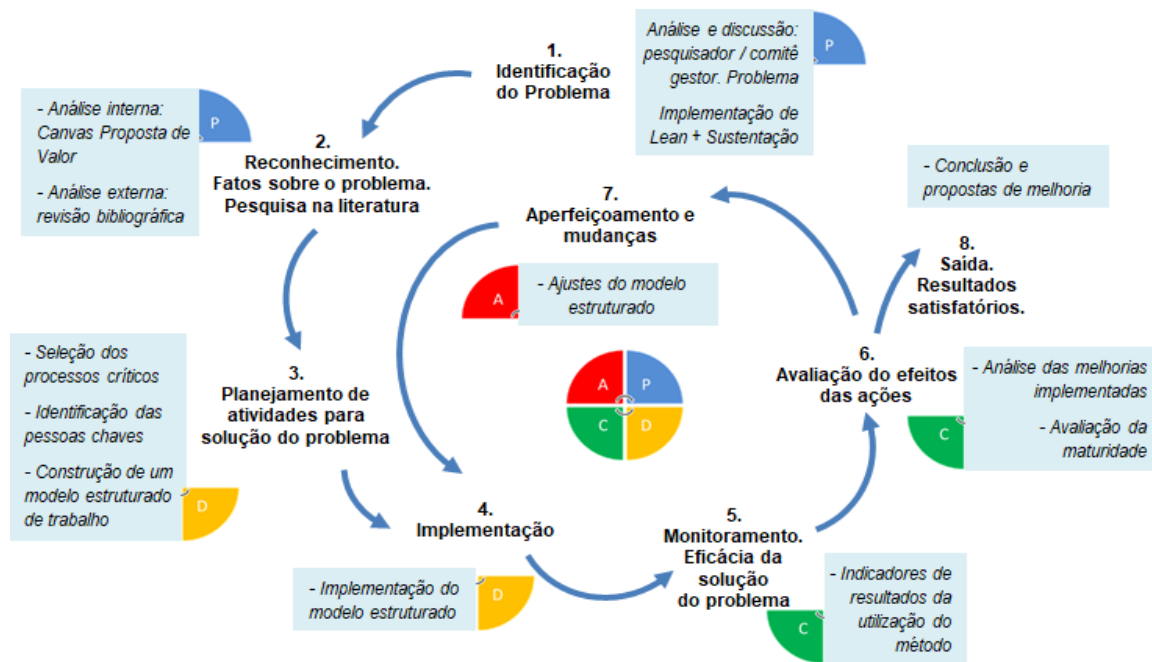 1.
Identificação
do Problema
Análise e discussão:
pesquisador / comitê
gestor. Problema
Implementação de
Lean + Sustentação
P
- Análise interna:
Canvas Proposta de
Valor
- Análise externa:
revisão bibliográfica
P
2.
Reconhecimento.
Fatos sobre o problema.
Pesquisa na literatura
- Conclusão e
propostas de melhoria
7.
Aperfeiçoamento e
mudanças
A
- Ajustes do modelo
estruturado
8.
Saída.
Resultados
satisfatórios.
- Seleção dos
processos críticos
- Identificação das
pessoas chaves
- Construção de um
modelo estruturado
de trabalho
D
3.
Planejamento de
atividades para
solução do problema
A
P
C
D
6.
Avaliação do efeitos
das ações
- Análise das melhorias
implementadas
- Avaliação da
maturidade
C
4.
Implementação
- Implementação do
modelo estruturado
D
5.
Monitoramento.
Eficácia da
solução
do problema
- Indicadores de
resultados da
utilização do
método
C